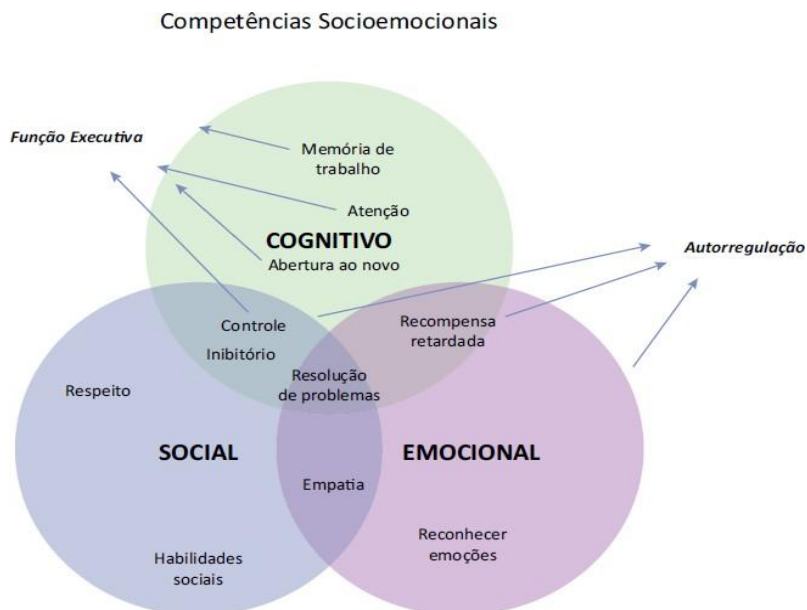 Competências Socioemocionais
Função Executiva
Memória de
trabalho
Atenção
COGNITIVO
Abertura ao novo
Autorregulação
Controle
Inibitório
Recompensa
retardada
Respeito
Resolução
de problemas
SOCIAL
EMOCIONAL
Empatia
Habilidades
sociais
Reconhecer
emoções